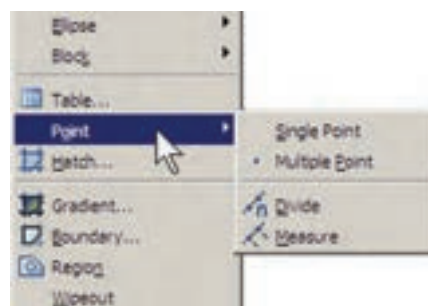 Ellipse
Block
Table...
Point
Hatch...
Gradient...
Boundary...
Region
Wipeout
Single Point
Multiple Point
Divide
Measure